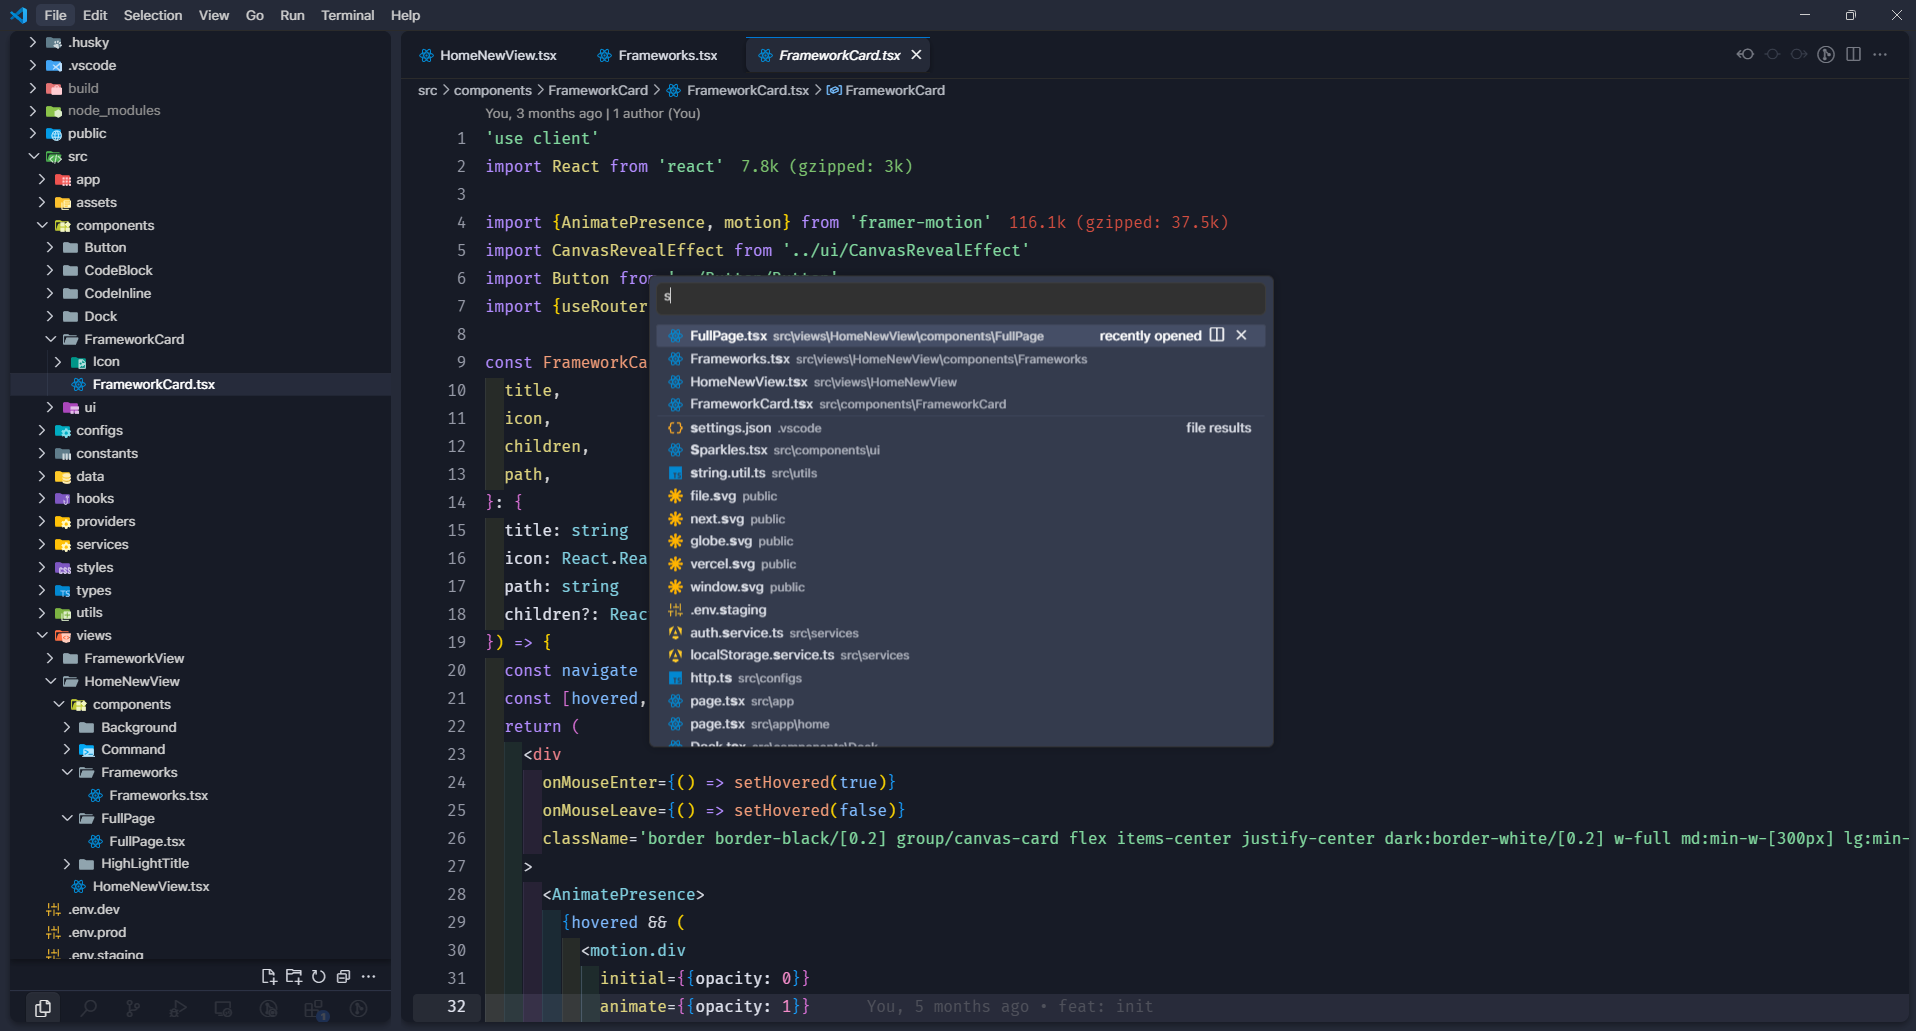 File Edit Selection View Go Run Terminal Help
.husky
.vscode
build
node_modules
public
src
app
assets
components
Button
CodeBlock
CodeInline
Dock
FrameworkCard
Icon
FrameworkCard.tsx
ui
configs
constants
data
hooks
providers
services
styles
types
utils
views
FrameworkView
HomeNewView
components
Background
Command
Frameworks
Frameworks.tsx
FullPage
FullPage.tsx
HighLightTitle
HomeNewView.tsx
.env.dev
.env.prod
.env.staging
HomeNewView.tsx Frameworks.tsx FrameworkCard.tsx
src > components > FrameworkCard > FrameworkCard.tsx > FrameworkCard
You, 3 months ago | 1 author (You)
1 'use client'
2 import React from 'react' 7.8k (gzipped: 3k)
3
4 import {AnimatePresence, motion} from 'framer-motion' 116.1k (gzipped: 37.5k)
5 import CanvasRevealEffect from '../ui/CanvasRevealEffect'
6 import Button from
7 import {useRouter
8
9 const FrameworkCa
10 title,
11 icon,
12 children,
13 path,
14 }: {
15 title: string
16 icon: React.Rea
17 path: string
18 children?: Reac
19 }) => {
20 const navigate
21 const [hovered,
22 return (
23 <div
24 onMouseEnter={() => setHovered(true)}
25 onMouseLeave={() => setHovered(false)}
26 className='border border-black/[0.2] group/canvas-card flex items-center justify-center dark:border-white/[0.2] w-full md:min-w-[300px] lg:min-
27 >
28 <AnimatePresence>
29 {hovered && (
30 <motion.div
31 initial={{opacity: 0}}
32 animate={{opacity: 1}} You, 5 months ago • feat: init
s
FullPage.tsx src\views\HomeNewView\components\FullPage recently opened
Frameworks.tsx src\views\HomeNewView\components\Frameworks
HomeNewView.tsx src\views\HomeNewView
FrameworkCard.tsx src\components\FrameworkCard
settings.json .vscode file results
Sparkles.tsx src\components\ui
string.util.ts src\utils
file.svg public
next.svg public
globe.svg public
vercel.svg public
window.svg public
.env.staging
auth.service.ts src\services
localStorage.service.ts src\services
http.ts src\configs
page.tsx src\app
page.tsx src\app\home
Dock.tsx src\components\Dock
1